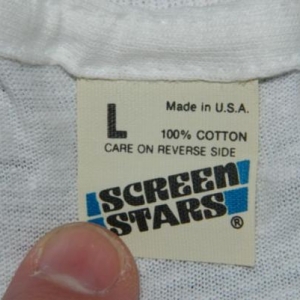 L
Made in U.S.A.
100% COTTON
CARE ON REVERSE SIDE
SCREEN
STARS®